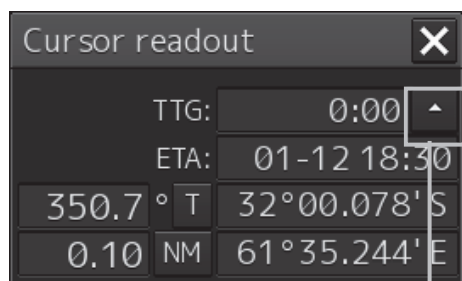 Cursor readout
TTG: 0:00
ETA: 01-12 18:30
350.7 ° T 32°00.078' S
0.10 NM 61°35.244' E